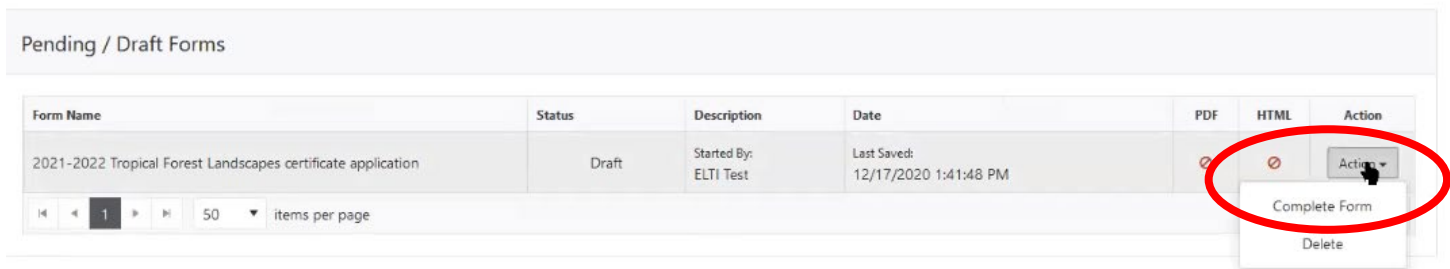 Pending / Draft Forms
Form Name Status Description Date PDF HTML Action
2021-2022 Tropical Forest Landscapes certificate application Draft Started By: Last Saved: Action
ELTI Test 12/17/2020 1:41:48 PM
1 50 items per page
Complete Form
Delete